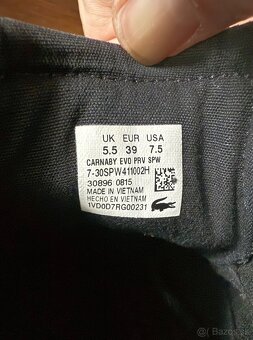 UK EUR USA
5.5 39 7.5
CARNABY EVO PRV SPW
7-30SPW411002H
30896 0815
MADE IN VIETNAM
HECHO EN VIETNAM
1VD0D7RG00231